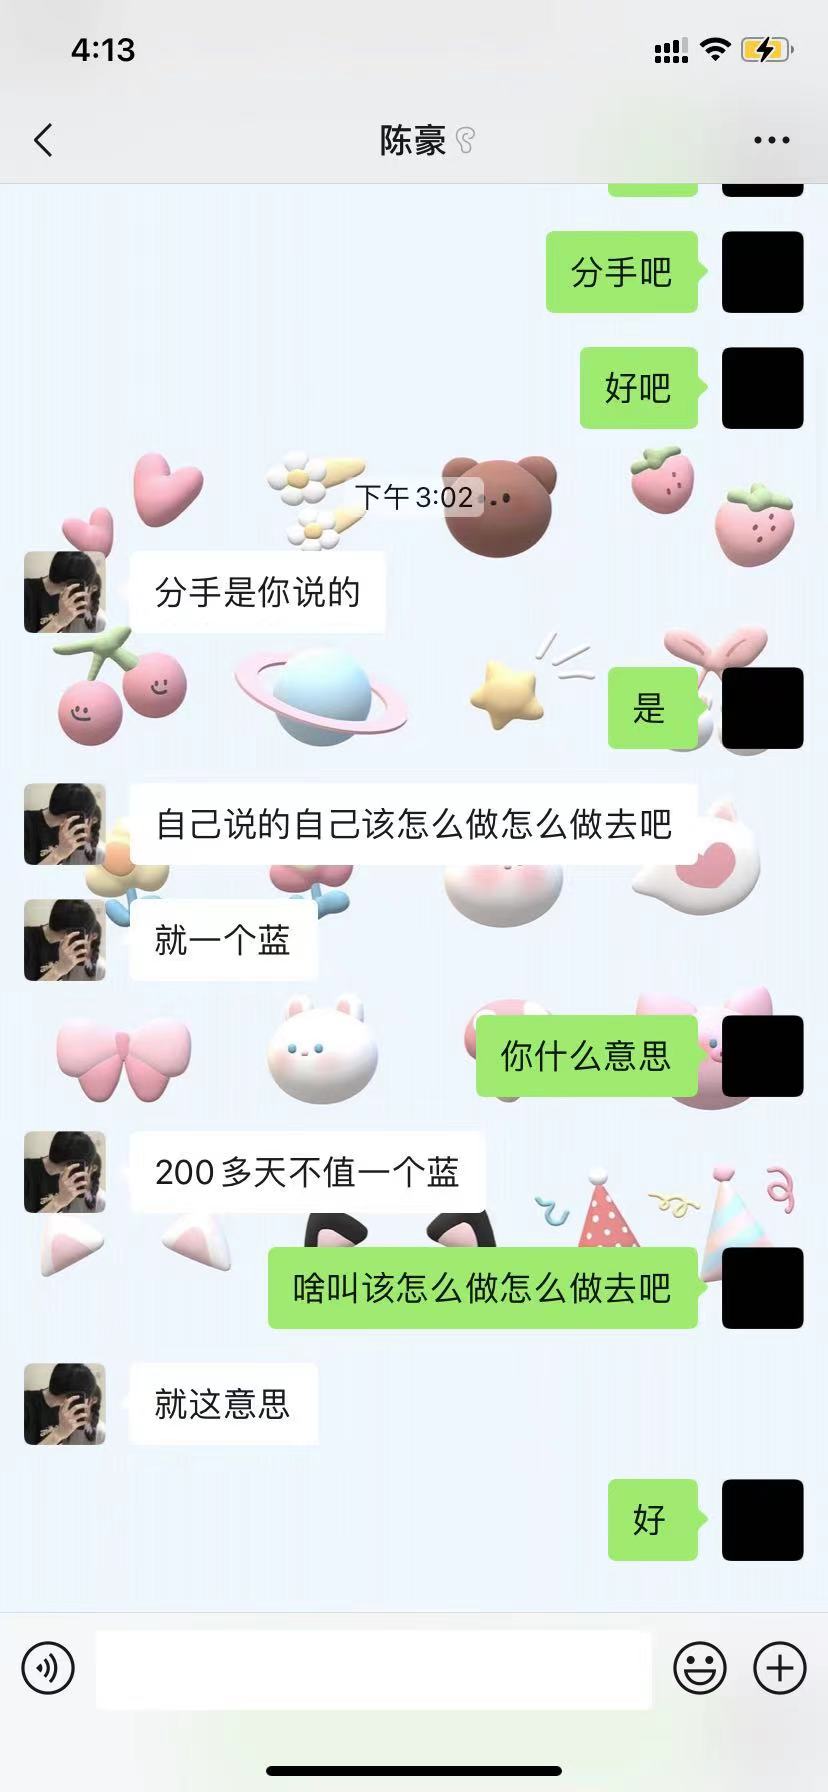 4:13
陈豪
分手吧
好吧
下午 3:02
分手是你说的
是
自己说的自己该怎么做怎么做去吧
就一个蓝
你什么意思
200多天不值一个蓝
啥叫该怎么做怎么做去吧
就这意思
好